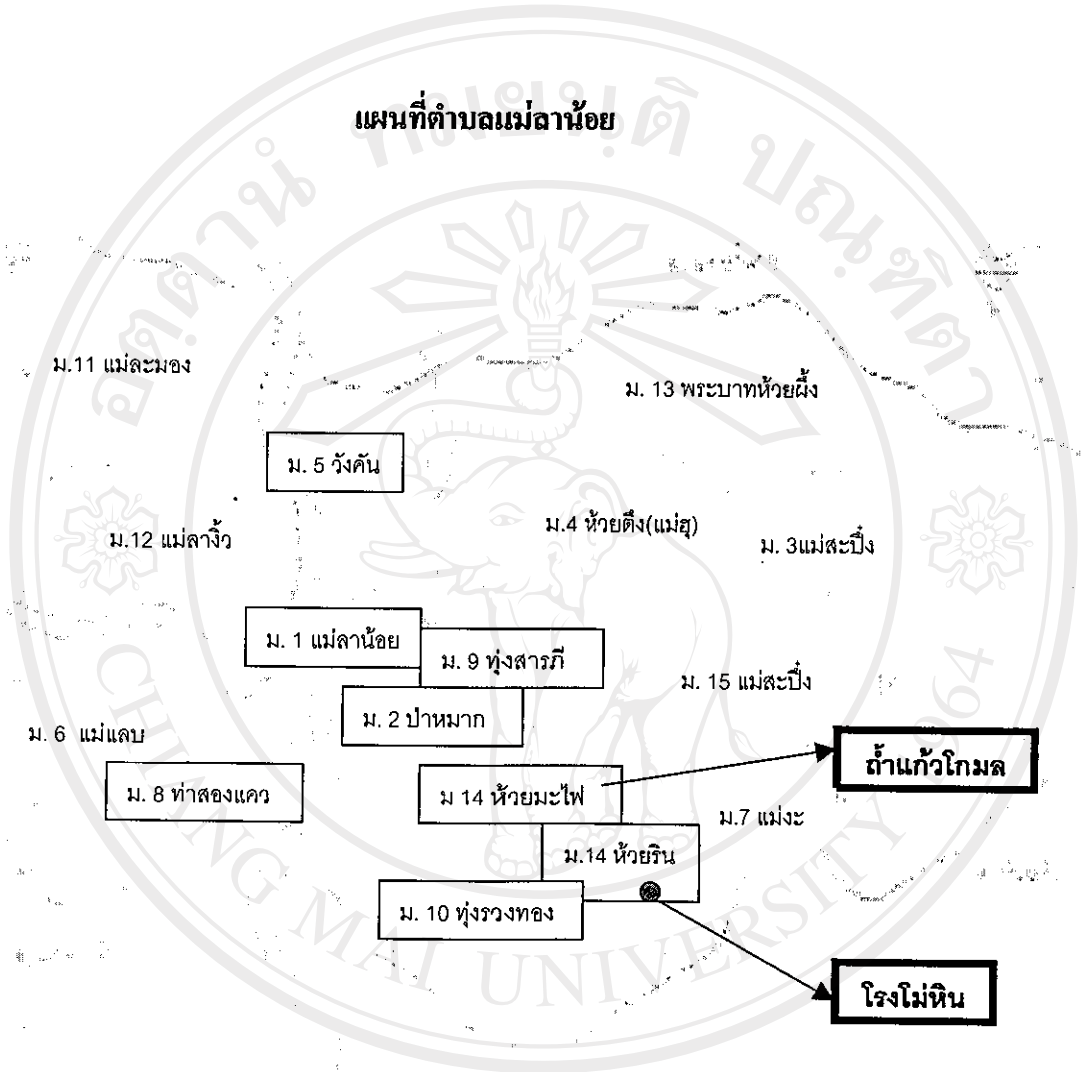 แผนที่ตำบลแม่ลาน้อย
ม.11 แม่ละมอง
ม. 13 พระบาทห้วยผึ้ง
ม. 5 วังคัน
ม.12 แม่ลางิ้ว
ม.4 ห้วยตึง(แม่ฮุ)
ม. 3แม่สะปึ๋ง
ม. 1 แม่ลาน้อย
ม. 9 ทุ่งสารภี
ม. 15 แม่สะปึ๋ง
ม. 2 ป่าหมาก
ม. 6 แม่แลบ
ถ้ำแก้วโกมล
ม. 8 ท่าสองแคว
ม 14 ห้วยมะไฟ
ม.7 แม่งะ
ม.14 ห้วยริน
ม. 10 ทุ่งรวงทอง
โรงโม่หิน
CHIANG MAI UNIVERSITY 1964